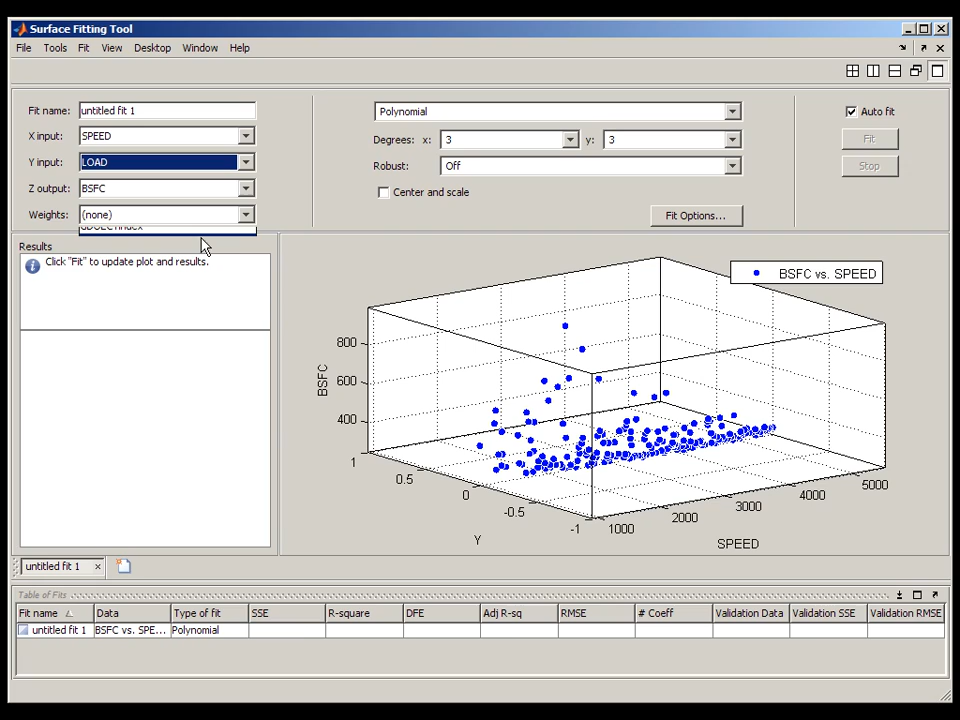 Surface Fitting Tool
File Tools Fit View Desktop Window Help
Fit name: untitled fit 1
X input: SPEED
Y input: LOAD
Z output: BSFC
Weights: (none)
Polynomial
Degrees: x: 3 y: 3
Robust: Off
Center and scale
Fit Options...
Auto fit
Fit
Stop
Results
Click "Fit" to update plot and results.
BSFC vs. SPEED
BSFC
800
600
400
1
0.5
0
-0.5
-1
Y
1000
2000
3000
4000
5000
SPEED
untitled fit 1
Table of Fits
Fit name Data Type of fit SSE R-square DFE Adj R-sq RMSE # Coeff Validation Data Validation SSE Validation RMSE
untitled fit 1 BSFC vs. SPE... Polynomial